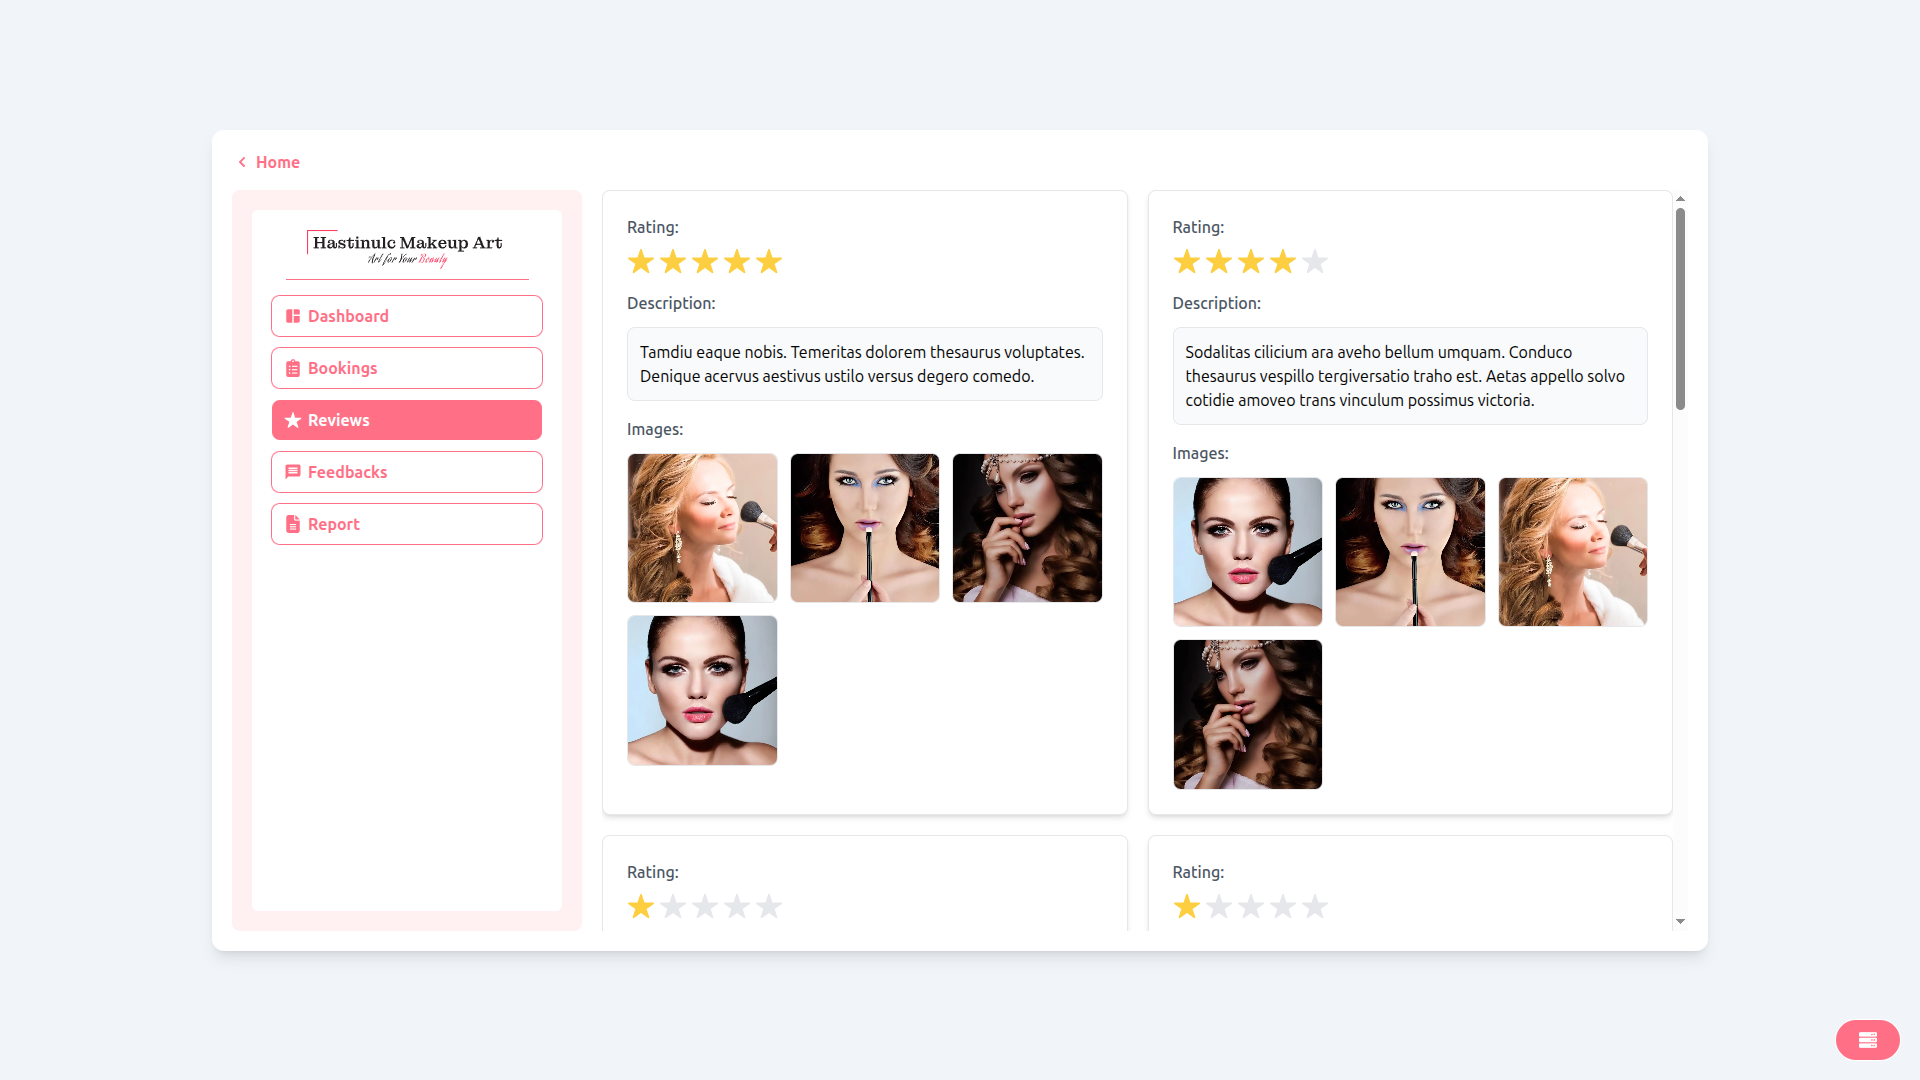 Home
Hastinulc Makeup Art
Art for Your Beauty
Dashboard
Bookings
Reviews
Feedbacks
Report
Rating:
Description:
Tamdiu eaque nobis. Temeritas dolorem thesaurus voluptates.
Denique acervus aestivus ustilo versus degero comedo.
Images:
Rating:
Description:
Sodalitas cilicium ara aveho bellum umquam. Conduco
thesaurus vespillo tergiversatio traho est. Aetas appello solvo
cotidie amoveo trans vinculum possimus victoria.
Images:
Rating:
Rating: